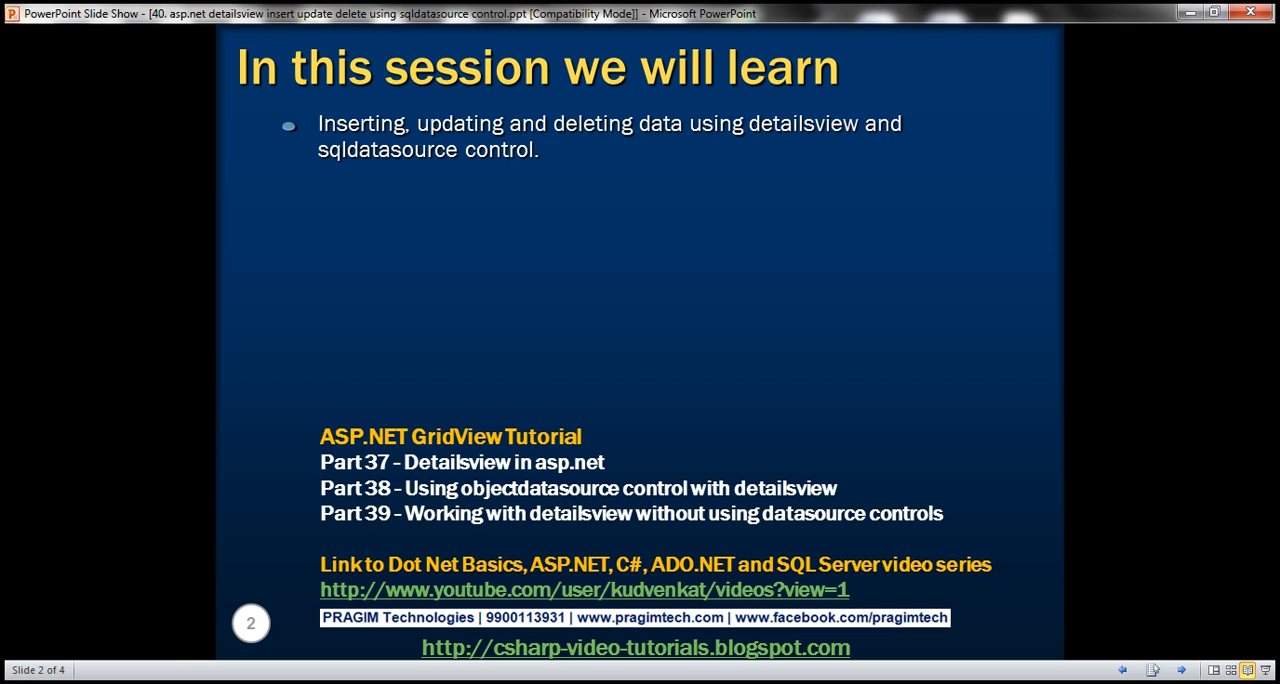 PowerPoint Slide Show - [40. asp.net detailsview insert update delete using sqldatasource control.ppt [Compatibility Mode]] - Microsoft PowerPoint
In this session we will learn
Inserting, updating and deleting data using detailsview and
sqldatasource control.
ASP.NET GridView Tutorial
Part 37 - Detailsview in asp.net
Part 38 - Using objectdatasource control with detailsview
Part 39 - Working with detailsview without using datasource controls
Link to Dot Net Basics, ASP.NET, C#, ADO.NET and SQL Server video series
http://www.youtube.com/user/kudvenkat/videos?view=1
2
PRAGIM Technologies | 9900113931 | www.pragimtech.com | www.facebook.com/pragimtech
http://csharp-video-tutorials.blogspot.com
Slide 2 of 4